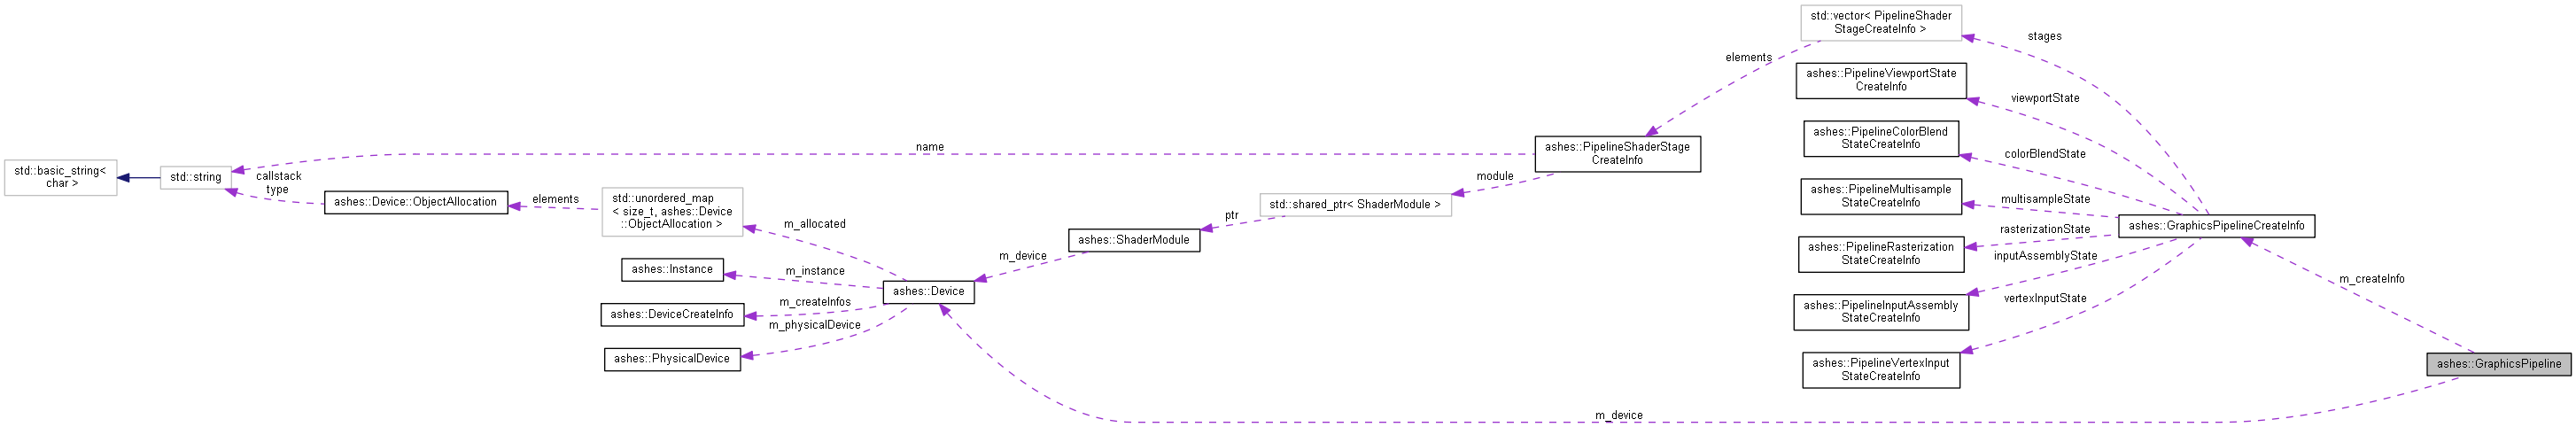 std::vector< PipelineShader
StageCreateInfo >
stages
elements
ashes::PipelineViewportState
CreateInfo
viewportState
ashes::PipelineColorBlend
StateCreateInfo
colorBlendState
name
ashes::PipelineShaderStage
CreateInfo
std::basic_string<
char >
std::string
callstack
type
ashes::Device::ObjectAllocation
elements
std::unordered_map
< size_t, ashes::Device
::ObjectAllocation >
module
std::shared_ptr< ShaderModule >
ptr
ashes::PipelineMultisample
StateCreateInfo
multisampleState
m_allocated
ashes::ShaderModule
ashes::GraphicsPipelineCreateInfo
rasterizationState
ashes::PipelineRasterization
StateCreateInfo
inputAssemblyState
m_device
ashes::Instance
m_instance
m_createInfo
ashes::Device
m_createInfos
ashes::DeviceCreateInfo
ashes::PipelineInputAssembly
StateCreateInfo
vertexInputState
m_physicalDevice
ashes::PhysicalDevice
ashes::PipelineVertexInput
StateCreateInfo
ashes::GraphicsPipeline
m_device